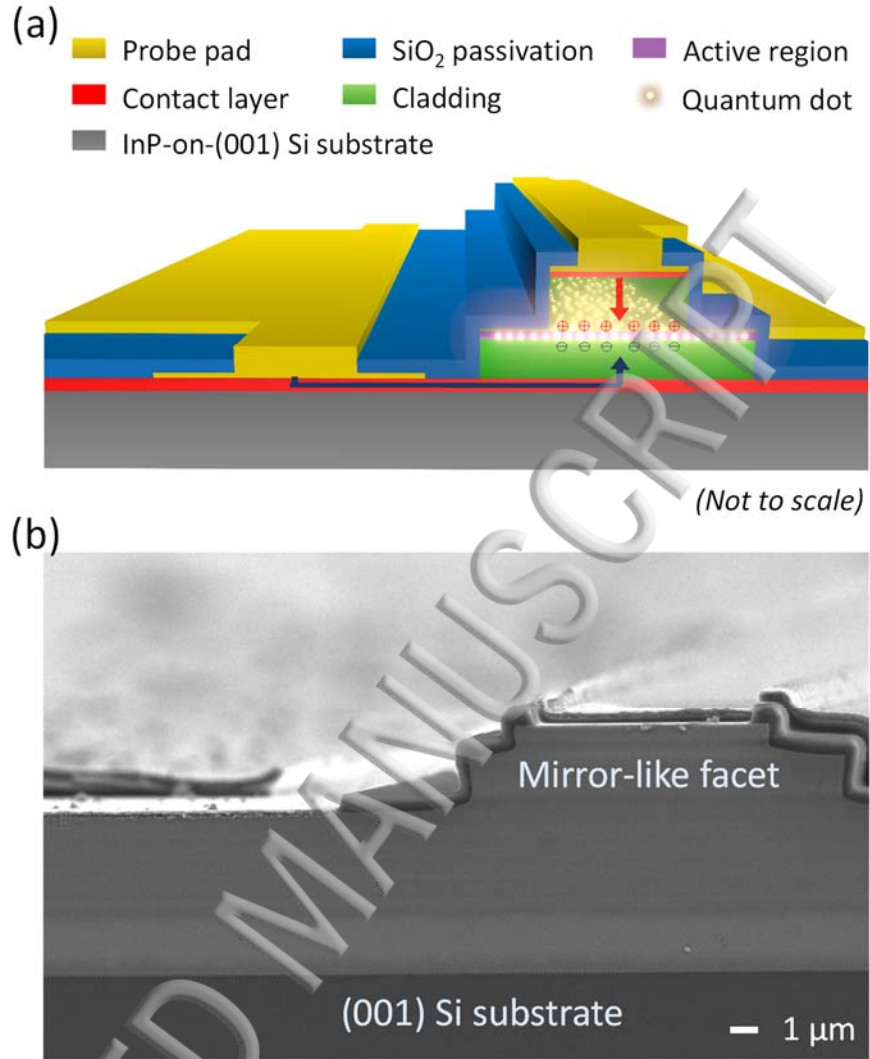 (a)
Probe pad
SiO₂ passivation
Active region
Contact layer
Cladding
Quantum dot
InP-on-(001) Si substrate
(Not to scale)
(b)
Mirror-like facet
(001) Si substrate
1 μm
ED MANUSCRIPT